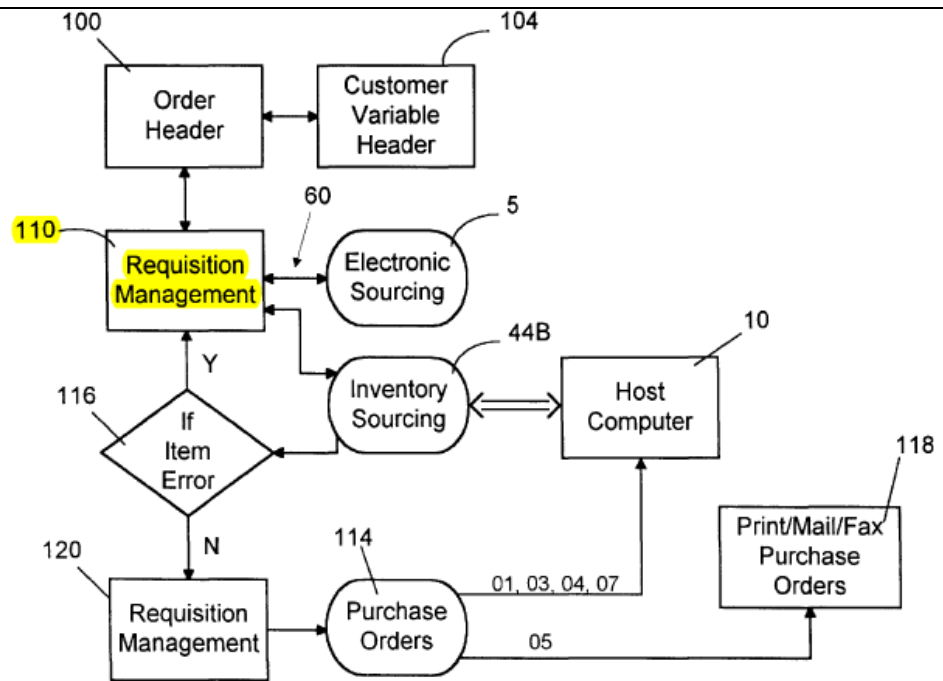 100
104
Order
Header
Customer
Variable
Header
60
5
110
Requisition
Management
Electronic
Sourcing
44B
10
Y
Inventory
Sourcing
Host
Computer
116
If
Item
Error
118
Print/Mail/Fax
Purchase
Orders
N
120
114
01, 03, 04, 07
Requisition
Management
Purchase
Orders
05